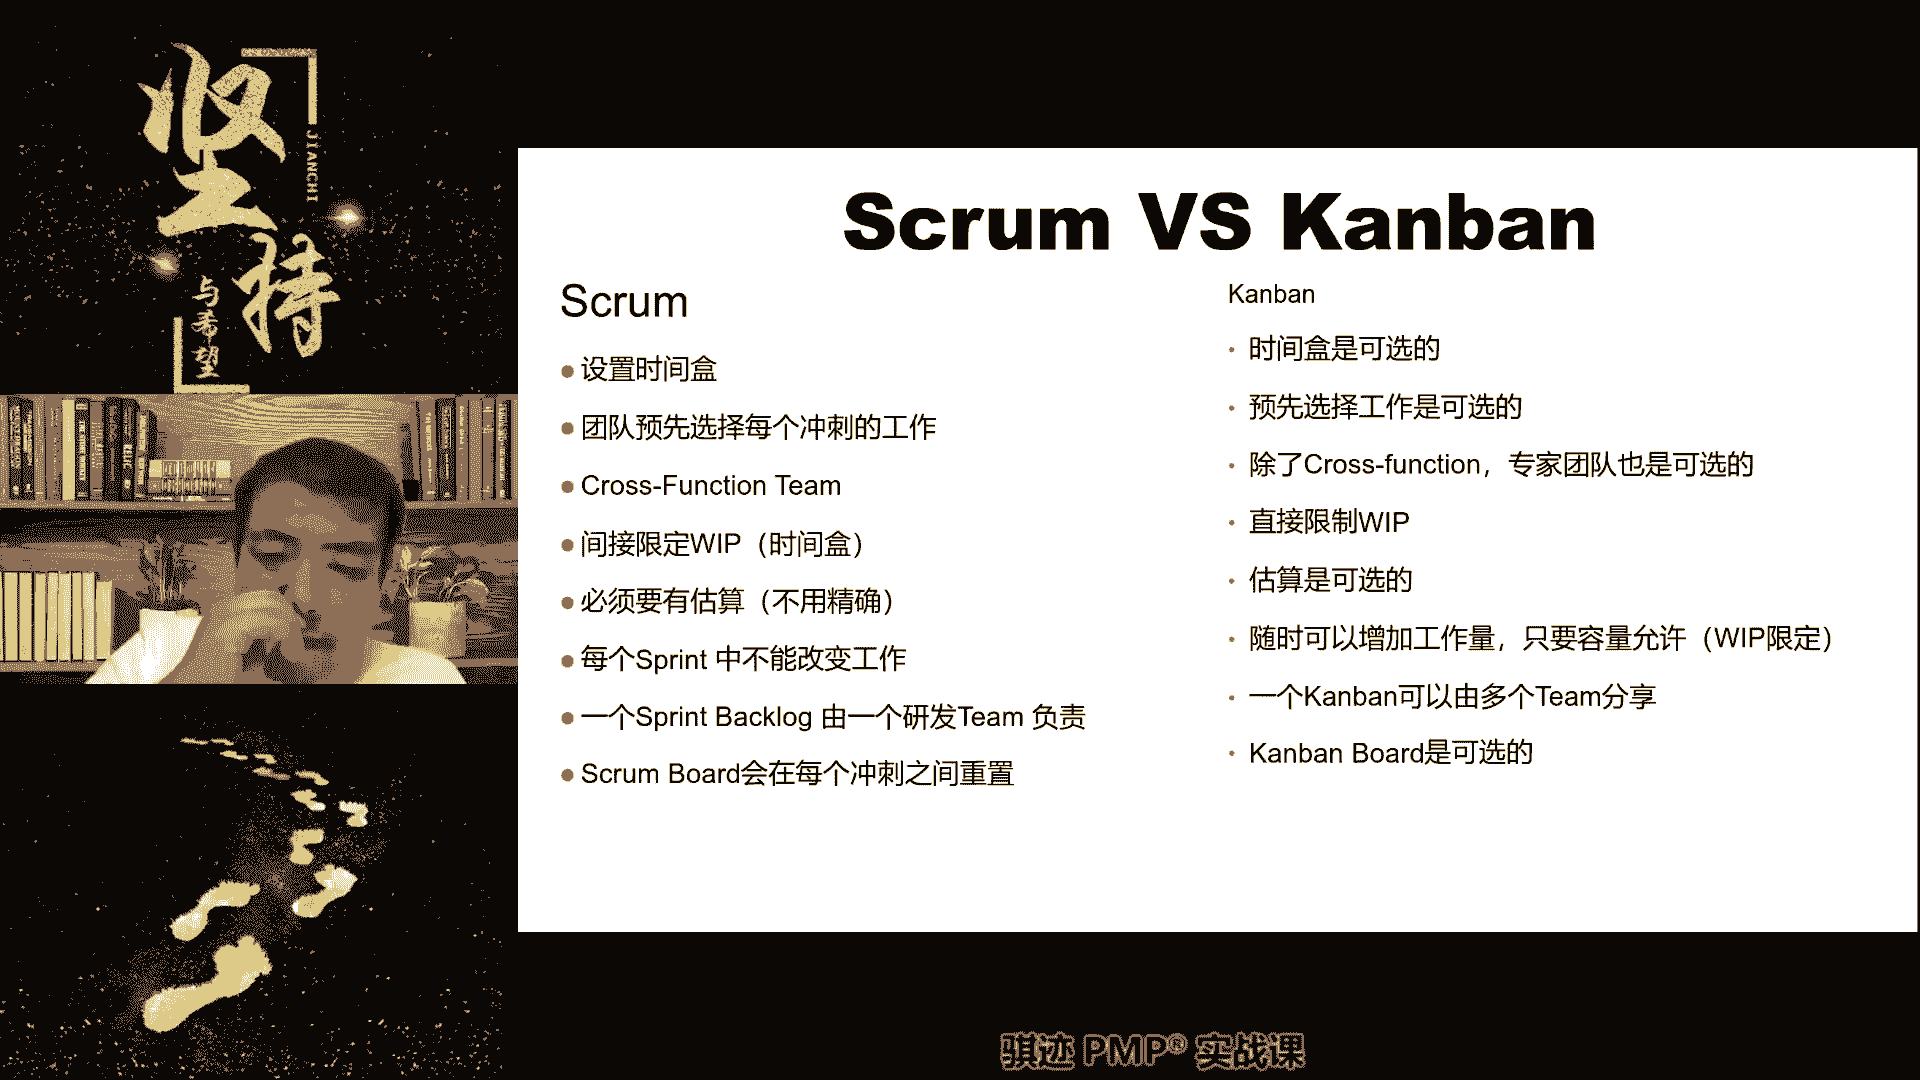 坚持
JIANCHI
与希望
Scrum VS Kanban
Scrum
设置时间盒
团队预先选择每个冲刺的工作
Cross-Function Team
间接限定WIP（时间盒）
必须要有估算（不用精确）
每个Sprint 中不能改变工作
一个Sprint Backlog 由一个研发Team 负责
Scrum Board会在每个冲刺之间重置
Kanban
时间盒是可选的
预先选择工作是可选的
除了Cross-function，专家团队也是可选的
直接限制WIP
估算是可选的
随时可以增加工作量，只要容量允许（WIP限定）
一个Kanban可以由多个Team分享
Kanban Board是可选的
骐迹 PMP® 实战课